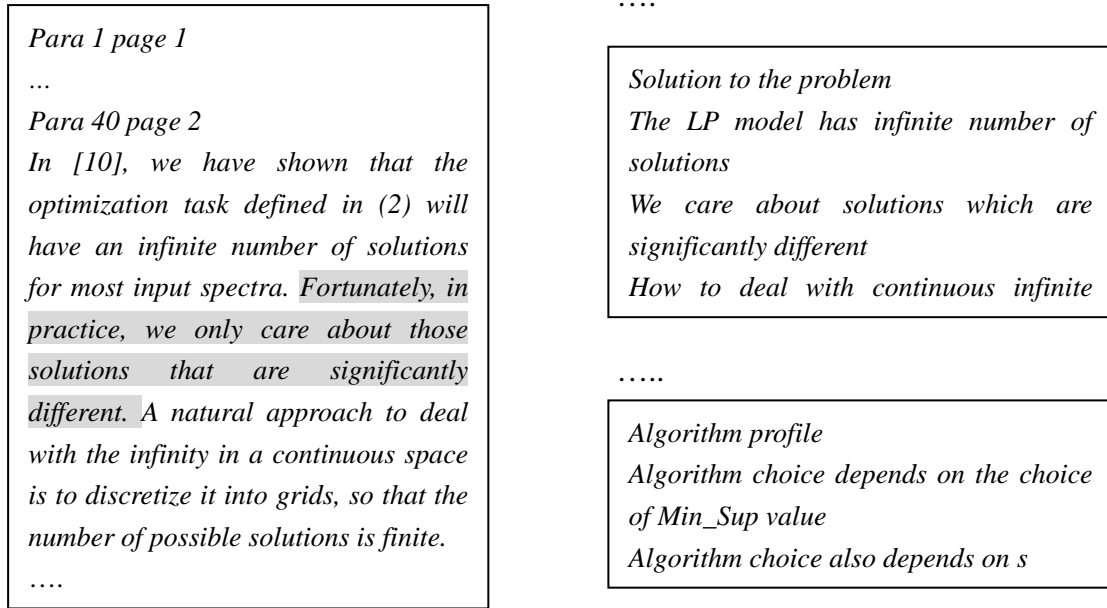 Para 1 page 1
...
Para 40 page 2
In [10], we have shown that the
optimization task defined in (2) will
have an infinite number of solutions
for most input spectra. Fortunately, in
practice, we only care about those
solutions that are significantly
different. A natural approach to deal
with the infinity in a continuous space
is to discretize it into grids, so that the
number of possible solutions is finite.
….
….
Solution to the problem
The LP model has infinite number of
solutions
We care about solutions which are
significantly different
How to deal with continuous infinite
…..
Algorithm profile
Algorithm choice depends on the choice
of Min_Sup value
Algorithm choice also depends on s